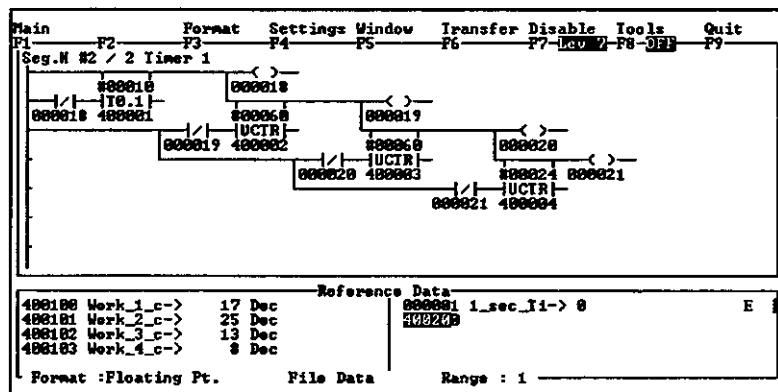 Main Format Settings Window Transfer Disable Tools Quit
F1 F2 F3 F4 F5 F6 F7-Lev 2 F8-OFF F9
Seg.N #2 / 2 Timer 1
#00010 000018
000018 T0.1 400001 #00060 000019
000019 UCTR 400002 #00060 000020
000020 UCTR 400003 #00024 000021
000021 UCTR 400004
Reference Data
400100 Work_1_c-> 17 Dec 000001 1_sec_Ti-> 0 E
400101 Work_2_c-> 25 Dec 400200
400102 Work_3_c-> 13 Dec
400103 Work_4_c-> 8 Dec
Format :Floating Pt. File Data Range : 1